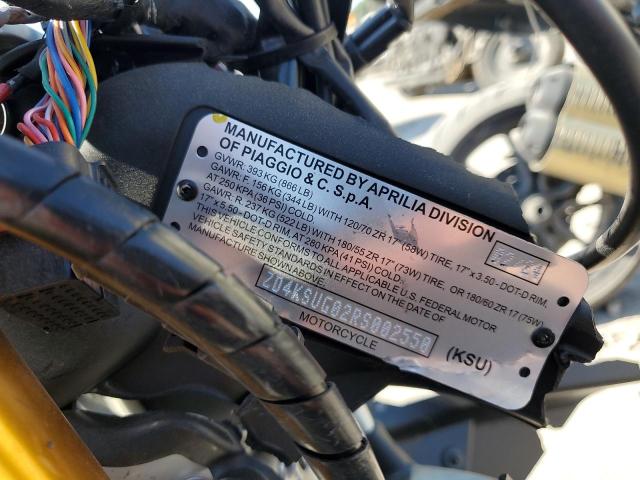 MANUFACTURED BY APRILIA DIVISION
OF PIAGGIO & C. S.p.A.
GVWR: 393 KG (866 LB)
GAWR: F. 156 KG (344 LB) WITH 120/70 ZR 17" (58W) TIRE, 17" x 3.50 - DOT-D RIM,
AT 250 KPA (36 PSI) COLD
GAWR: R. 237 KG (522 LB) WITH 180/55 ZR 17" (73W) TIRE, OR 180/60 ZR 17 (75W)
17" x 5.50 - DOT-D RIM, AT 280 KPA (41 PSI) COLD.
THIS VEHICLE CONFORMS TO ALL APPLICABLE U.S. FEDERAL MOTOR
VEHICLE SAFETY STANDARDS IN EFFECT ON THE DATE OF
MANUFACTURE SHOWN ABOVE.
ZD4KSUG02RS002550
MOTORCYCLE
(KSU)